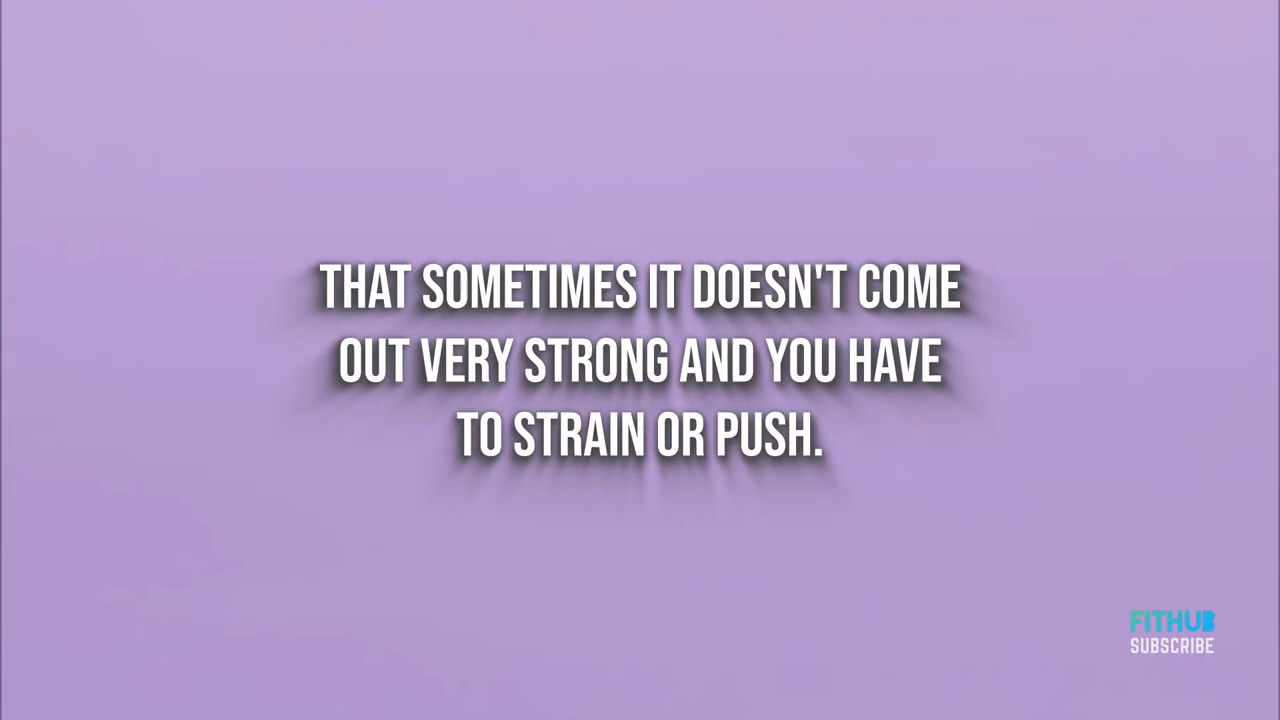 THAT SOMETIMES IT DOESN'T COME
OUT VERY STRONG AND YOU HAVE
TO STRAIN OR PUSH.
FITHUB
SUBSCRIBE